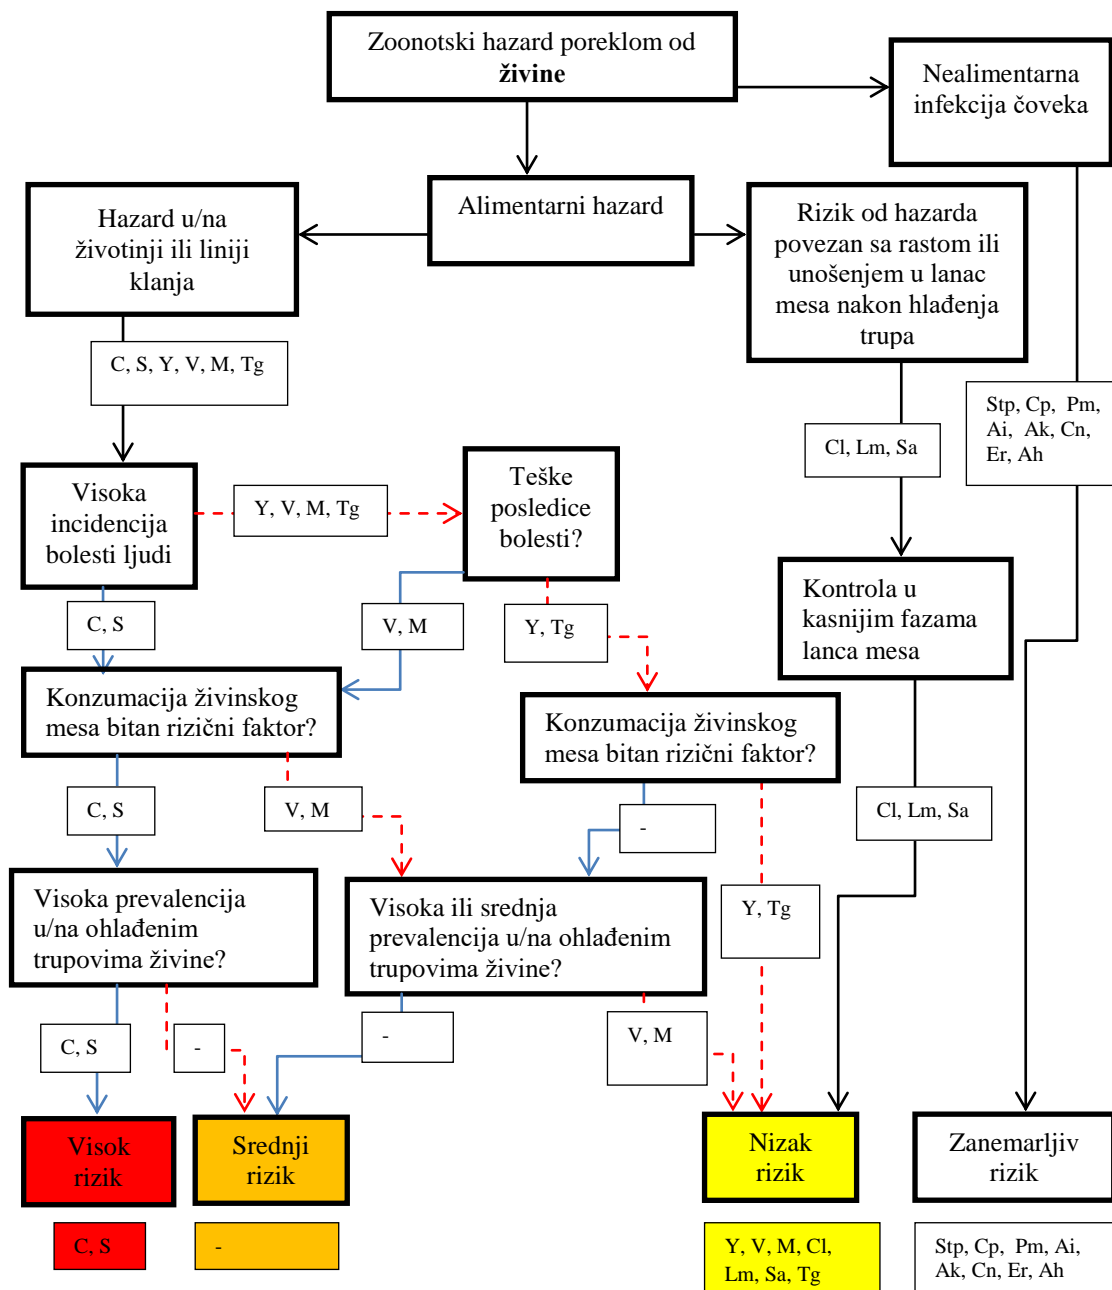 Zoonotski hazard poreklom od
živine
Nealimentarna
infekcija čoveka
Hazard u/na
životinji ili liniji
klanja
Alimentarni hazard
Rizik od hazarda
povezan sa rastom ili
unošenjem u lanac
mesa nakon hlađenja
trupa
C, S, Y, V, M, Tg
Stp, Cp, Pm,
Ai, Ak, Cn,
Er, Ah
Cl, Lm, Sa
Visoka
incidencija
bolesti ljudi
Y, V, M, Tg
Teške
posledice
bolesti?
C, S
V, M
Y, Tg
Kontrola u
kasnijim fazama
lanca mesa
Konzumacija živinskog
mesa bitan rizični faktor?
Konzumacija živinskog
mesa bitan rizični faktor?
C, S
V, M
-
Cl, Lm, Sa
Visoka prevalencija
u/na ohlađenim
trupovima živine?
Visoka ili srednja
prevalencija u/na ohlađenim
trupovima živine?
Y, Tg
C, S
-
-
V, M
Visok
rizik
Srednji
rizik
Nizak
rizik
Zanemarljiv
rizik
C, S
-
Y, V, M, Cl,
Lm, Sa, Tg
Stp, Cp, Pm, Ai,
Ak, Cn, Er, Ah